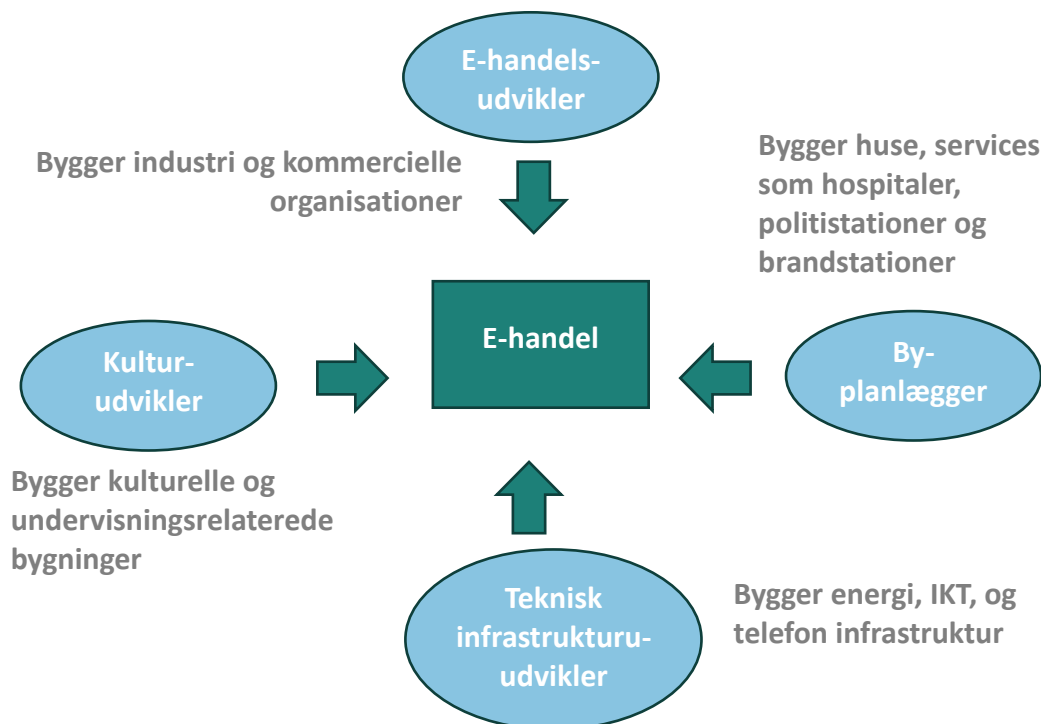 E-handels-
udvikler
Bygger industri og kommercielle
organisationer
Bygger huse, services
som hospitaler,
politistationer og
brandstationer
E-handel
Kultur-
udvikler
By-
planlægger
Bygger kulturelle og
undervisningsrelaterede
bygninger
Teknisk
infrastrukturu-
udvikler
Bygger energi, IKT, og
telefon infrastruktur